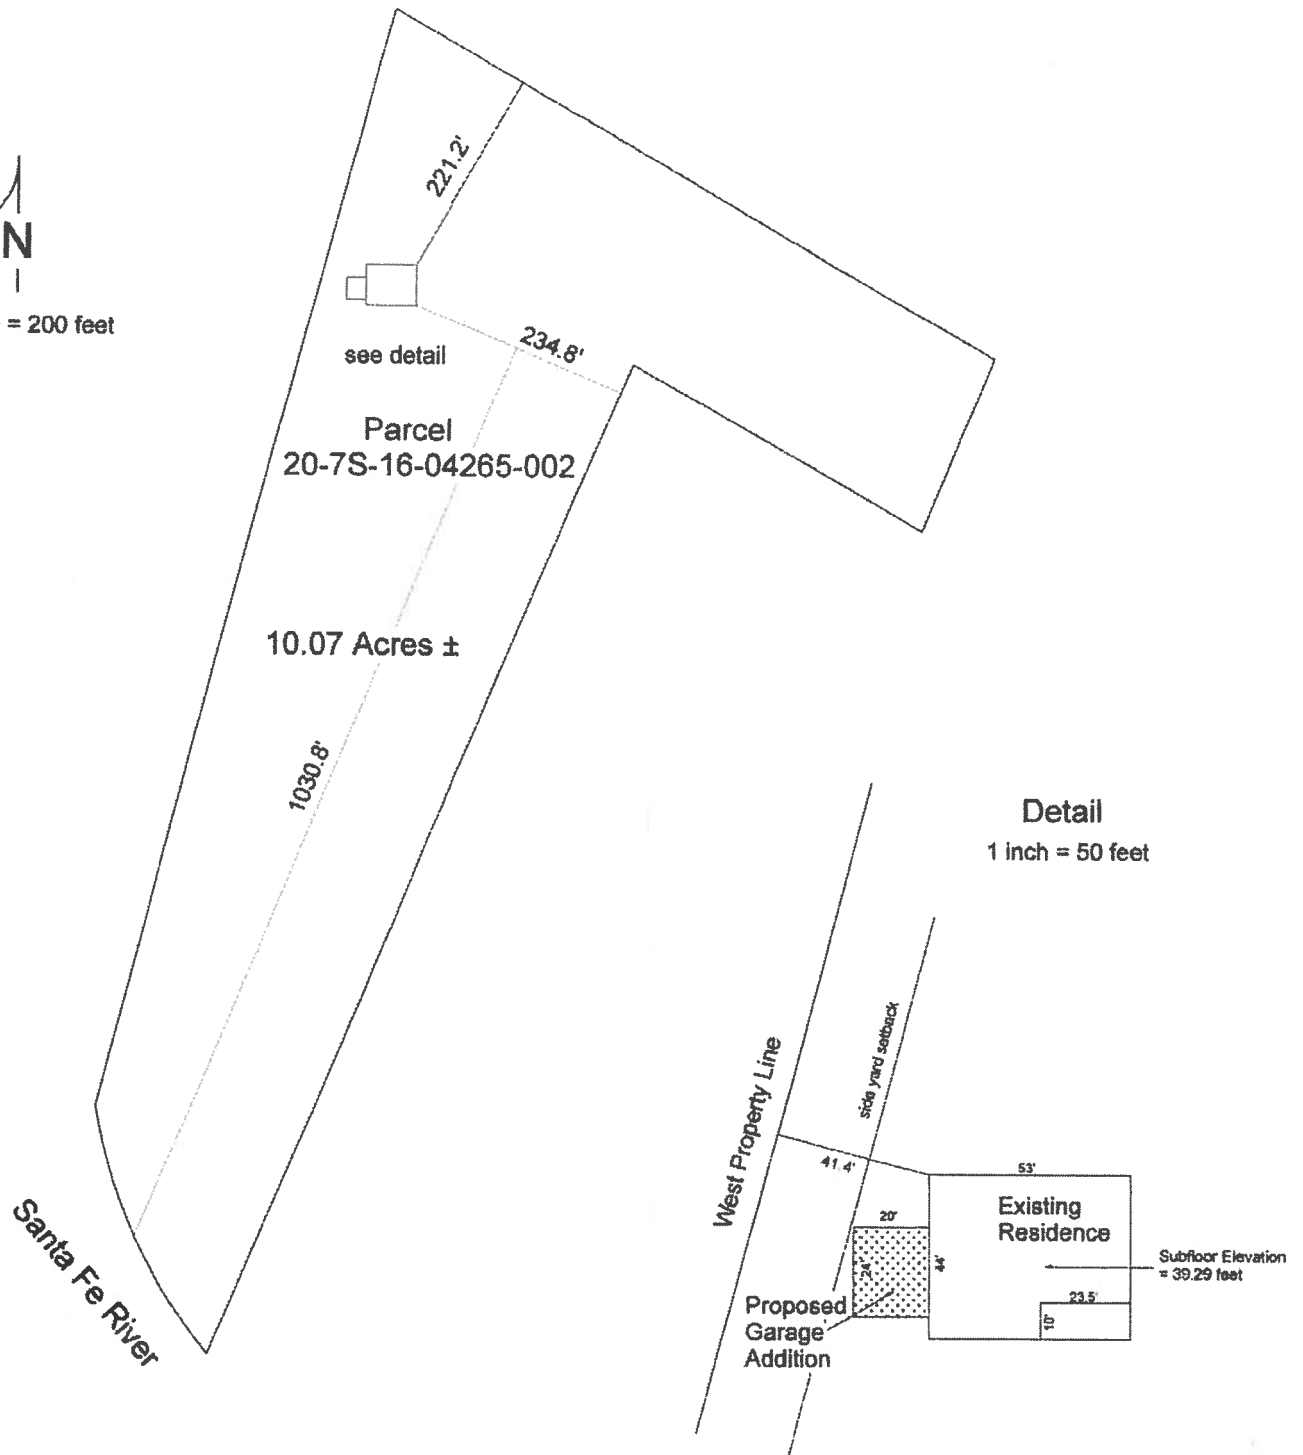 221.2'
N
= 200 feet
234.8'
see detail
Parcel
20-7S-16-04265-002
10.07 Acres ±
1030.8'
Santa Fe River
Detail
1 inch = 50 feet
West Property Line
side yard setback
41.4'
53'
Existing
Residence
20'
24'
44'
Subfloor Elevation
= 39.29 feet
23.5'
10'
Proposed
Garage
Addition